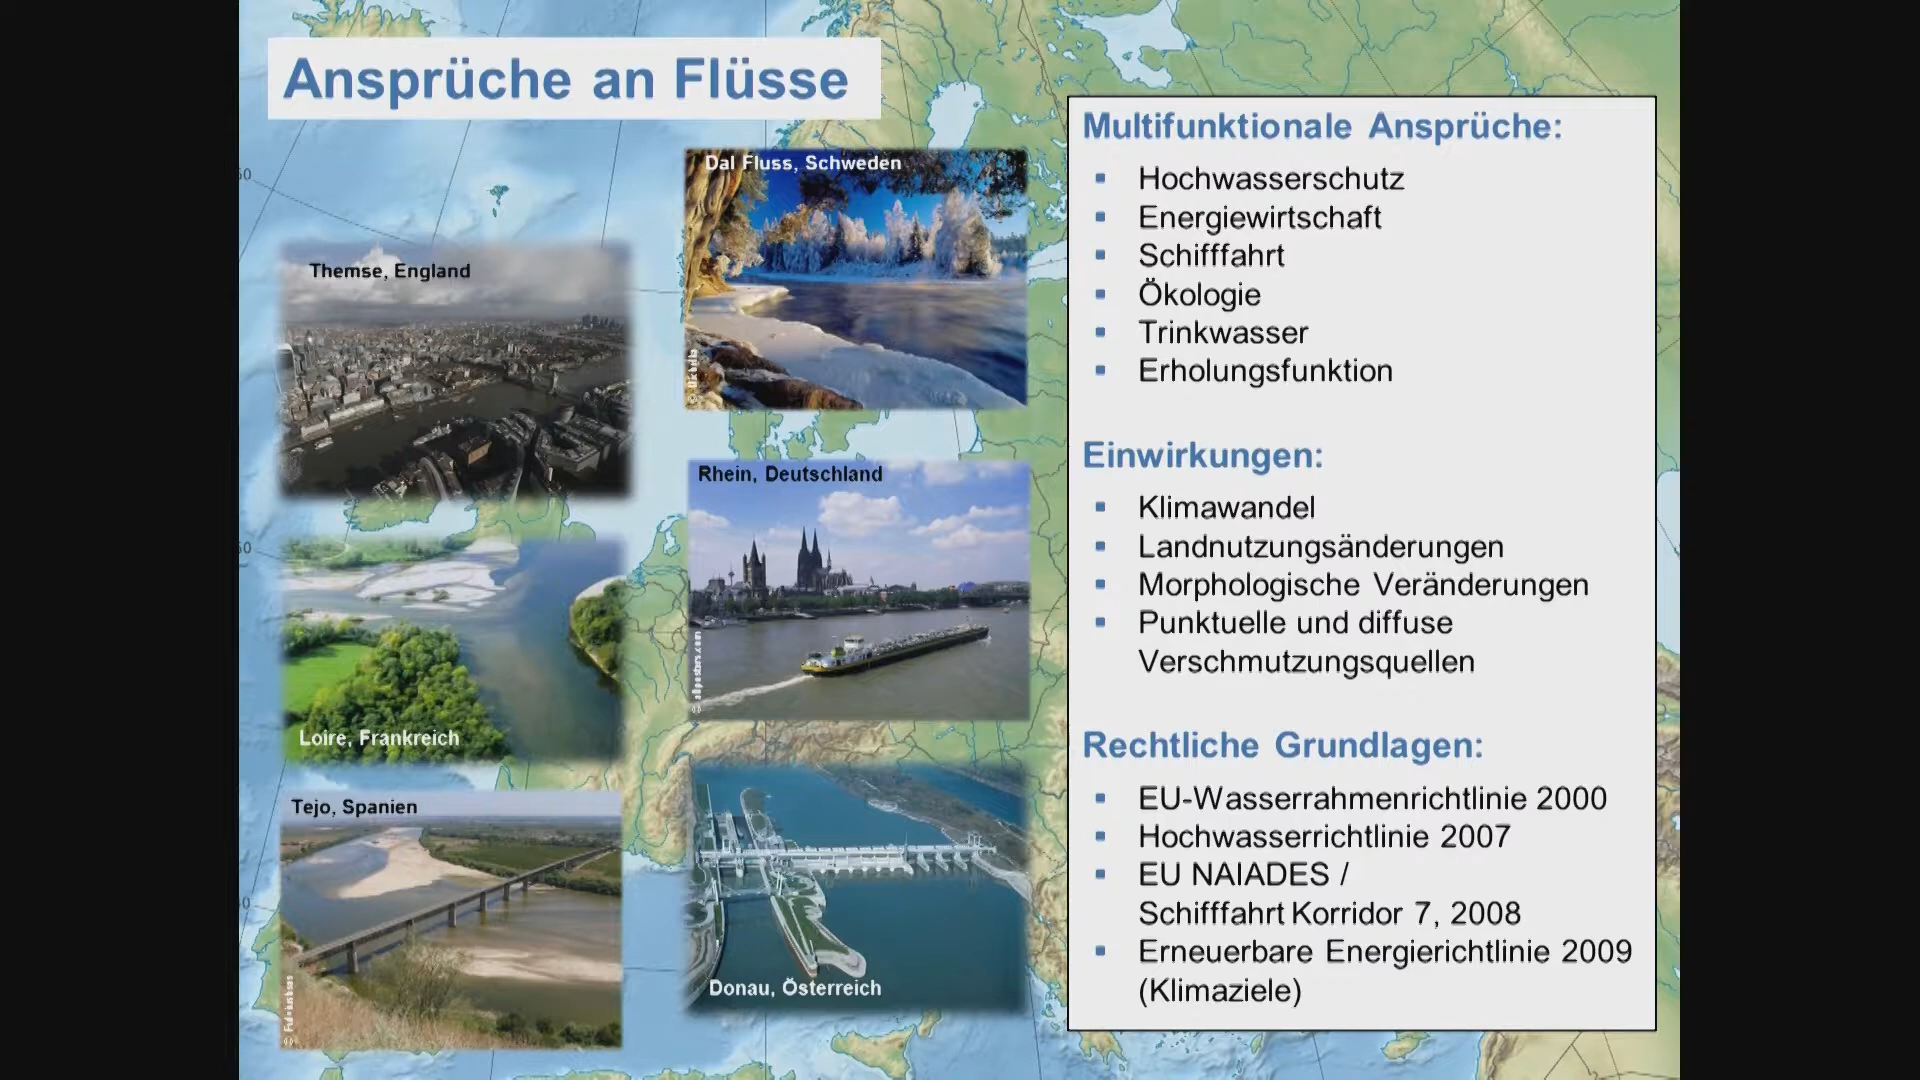 Ansprüche an Flüsse
Dal Fluss, Schweden
Themse, England
Rhein, Deutschland
Loire, Frankreich
Tejo, Spanien
Donau, Österreich
Multifunktionale Ansprüche:
Hochwasserschutz
Energiewirtschaft
Schifffahrt
Ökologie
Trinkwasser
Erholungsfunktion
Einwirkungen:
Klimawandel
Landnutzungsänderungen
Morphologische Veränderungen
Punktuelle und diffuse
Verschmutzungsquellen
Rechtliche Grundlagen:
EU-Wasserrahmenrichtlinie 2000
Hochwasserrichtlinie 2007
EU NAIADES /
Schifffahrt Korridor 7, 2008
Erneuerbare Energierichtlinie 2009
(Klimaziele)